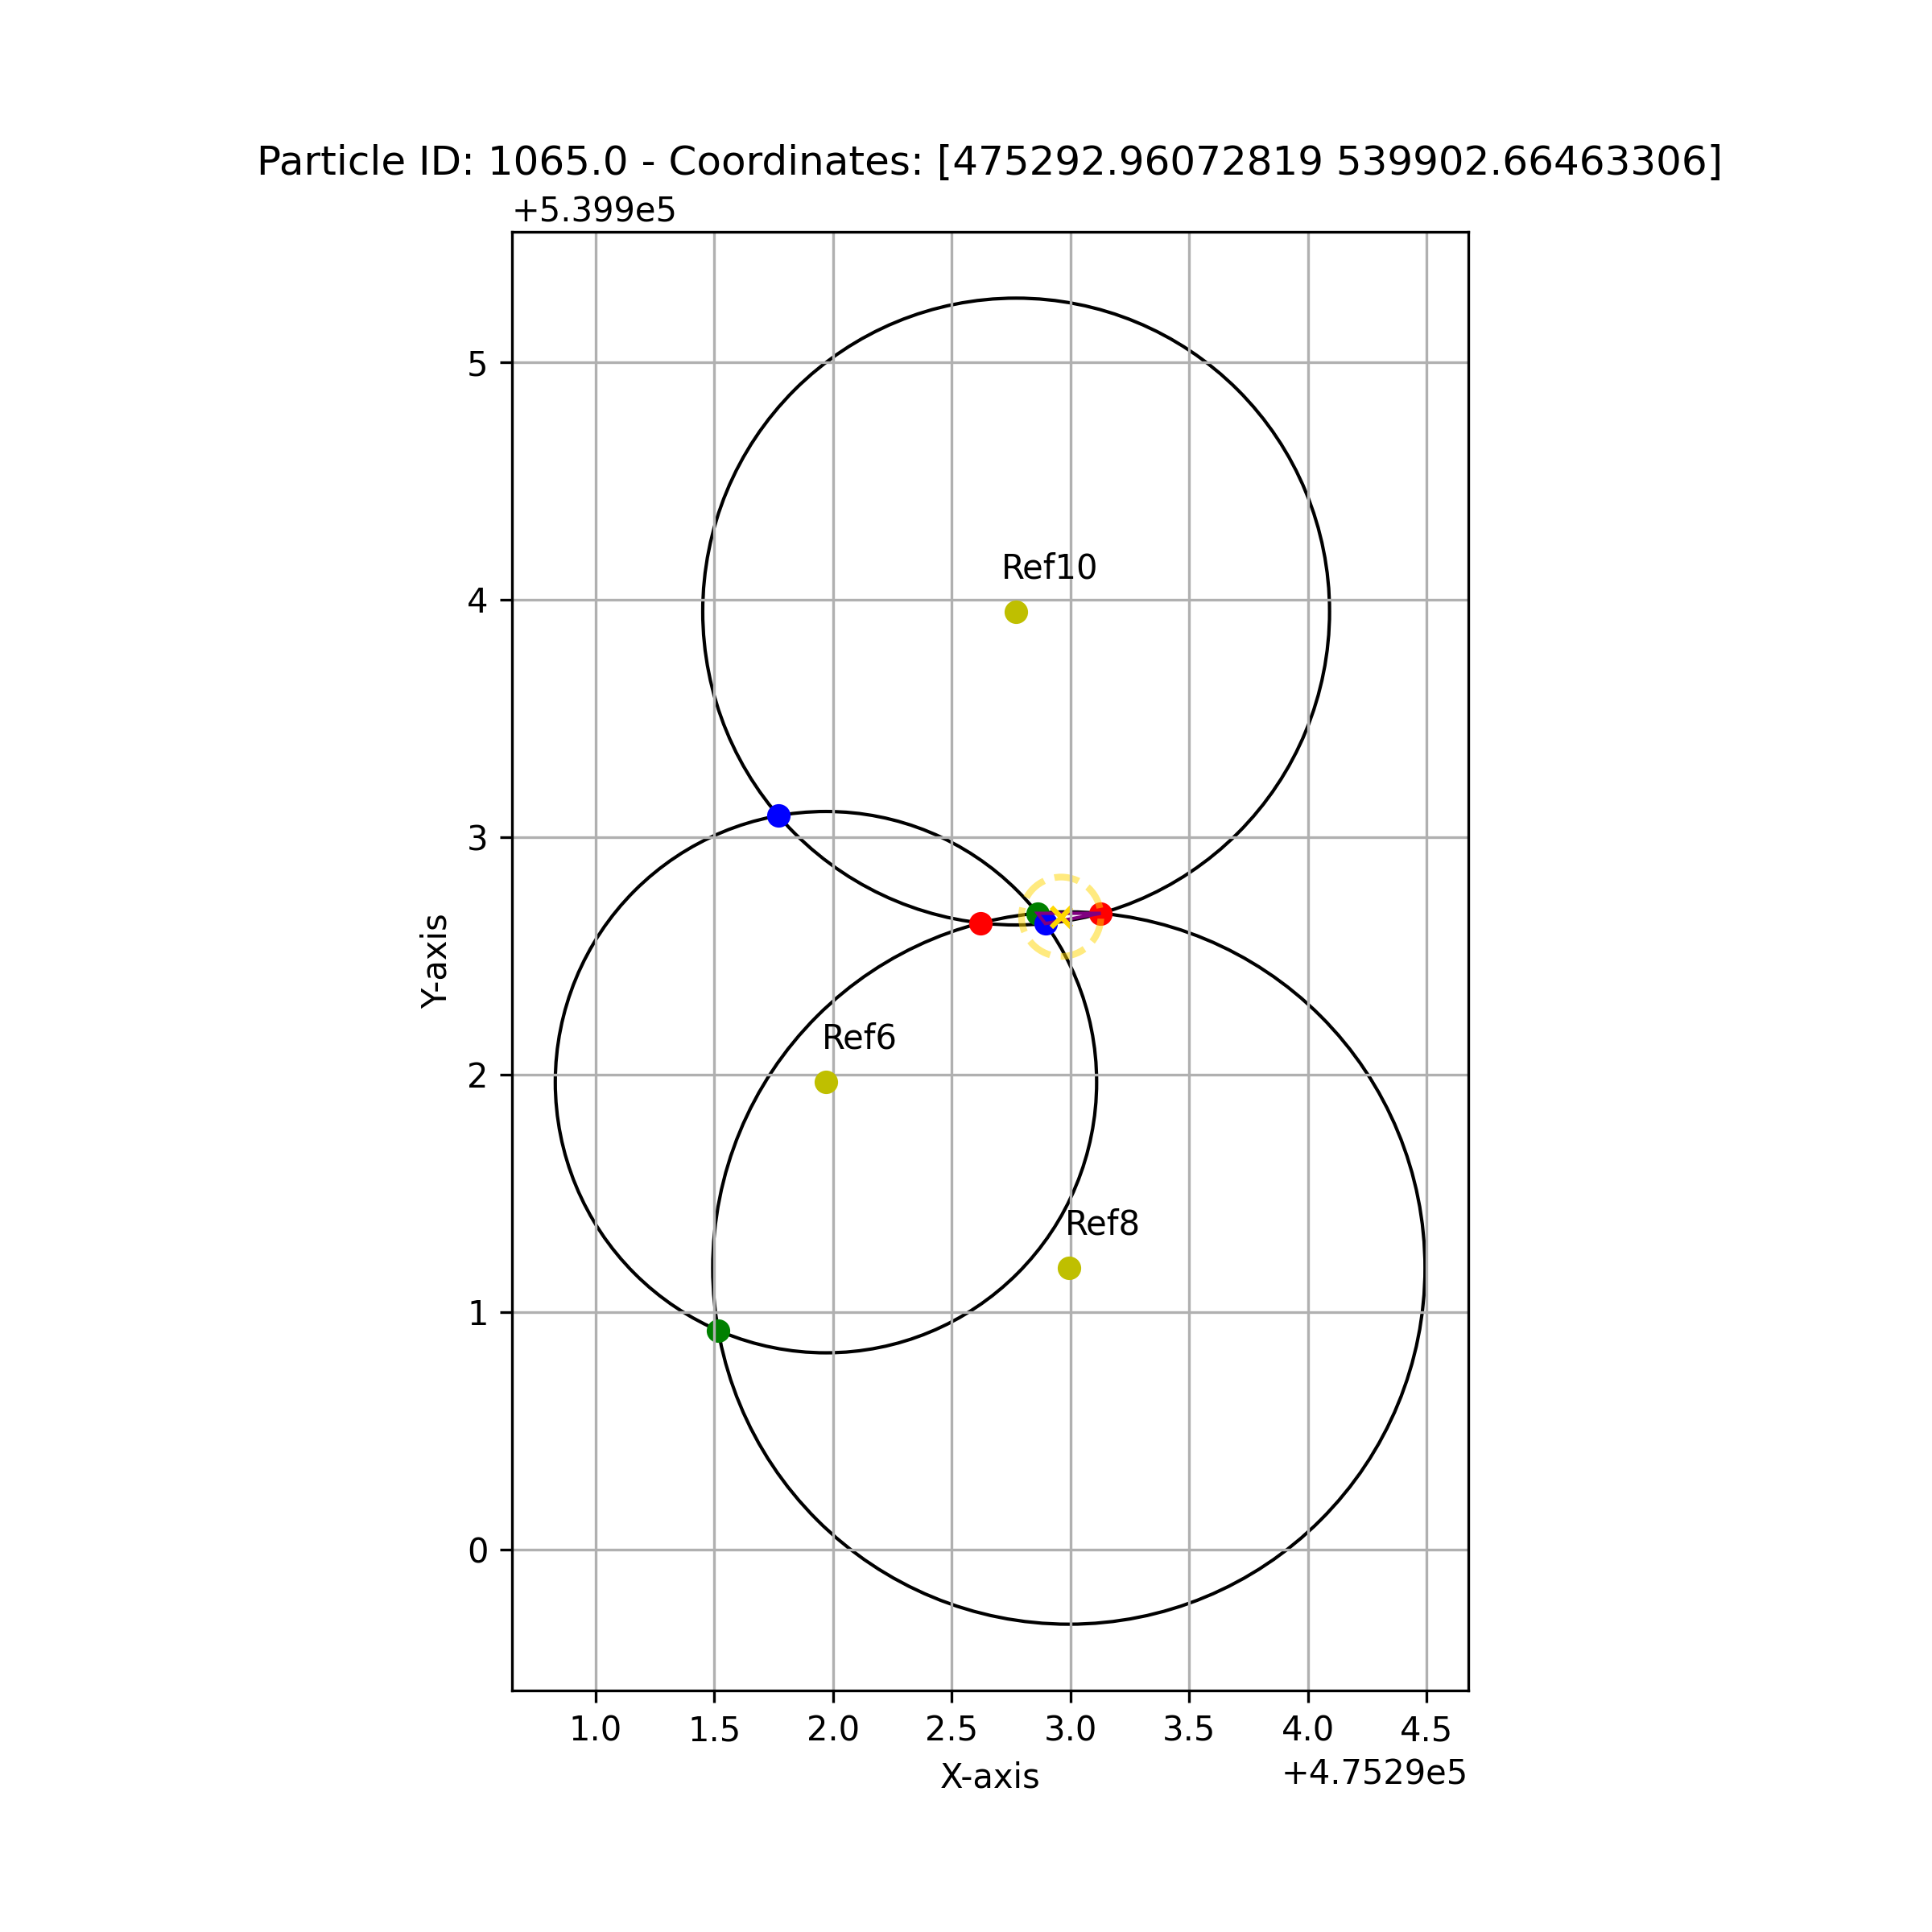 Particle ID: 1065.0 - Coordinates: [475292.96072819 539902.66463306]
+5.399e5
5
Ref10
4
3
Y-axis
Ref6
2
Ref8
1
0
1.0 1.5 2.0 2.5 3.0 3.5 4.0 4.5
X-axis +4.7529e5